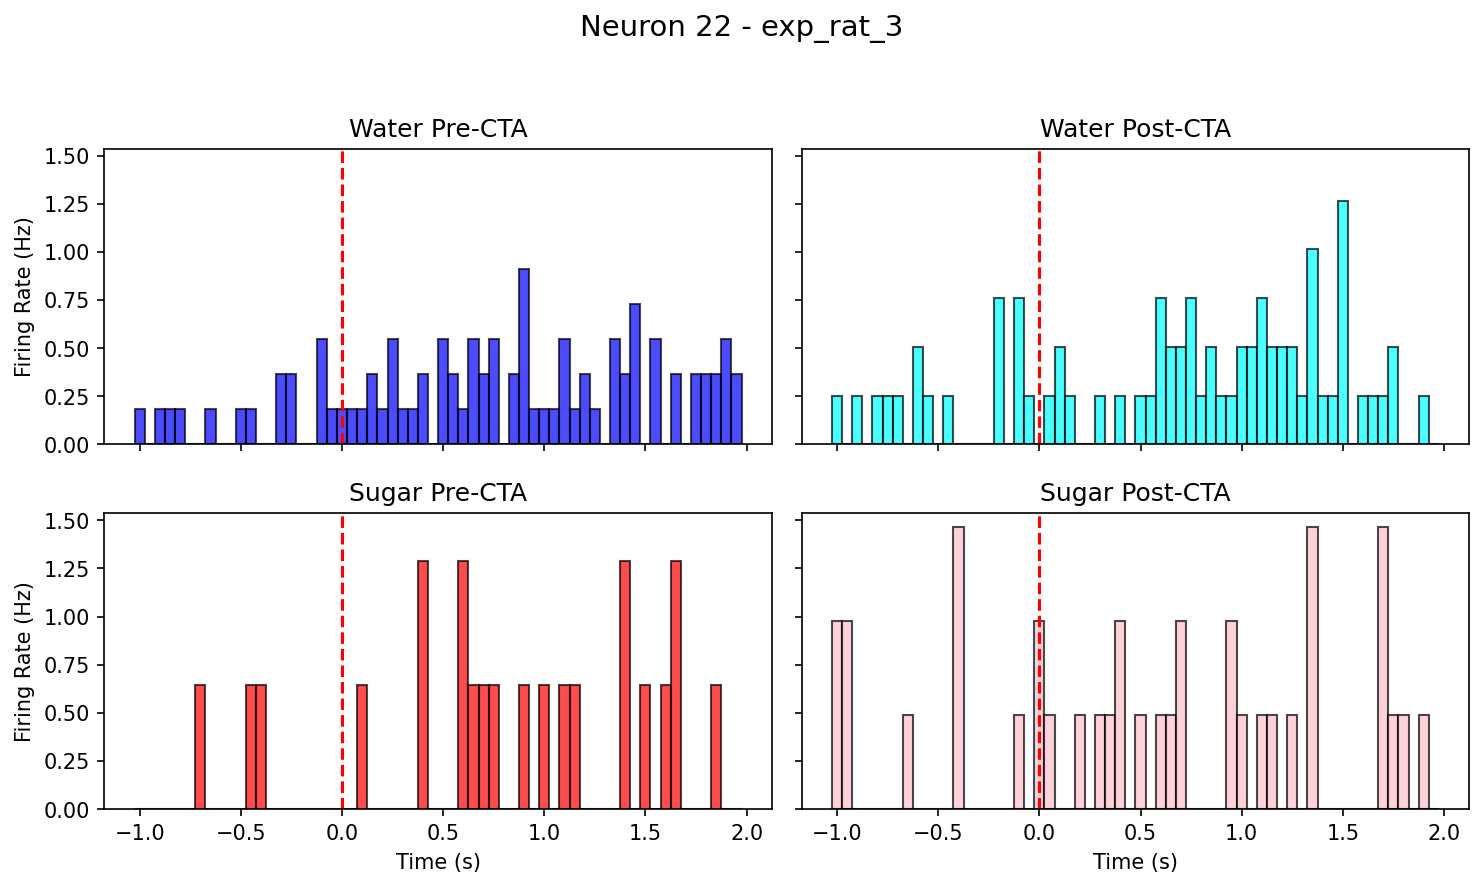 Neuron 22 - exp_rat_3
Water Pre-CTA
Water Post-CTA
1.50
1.25
1.00
0.75
0.50
0.25
0.00
Firing Rate (Hz)
Sugar Pre-CTA
Sugar Post-CTA
1.50
1.25
1.00
0.75
0.50
0.25
0.00
Firing Rate (Hz)
−1.0 −0.5 0.0 0.5 1.0 1.5 2.0
−1.0 −0.5 0.0 0.5 1.0 1.5 2.0
Time (s)
Time (s)